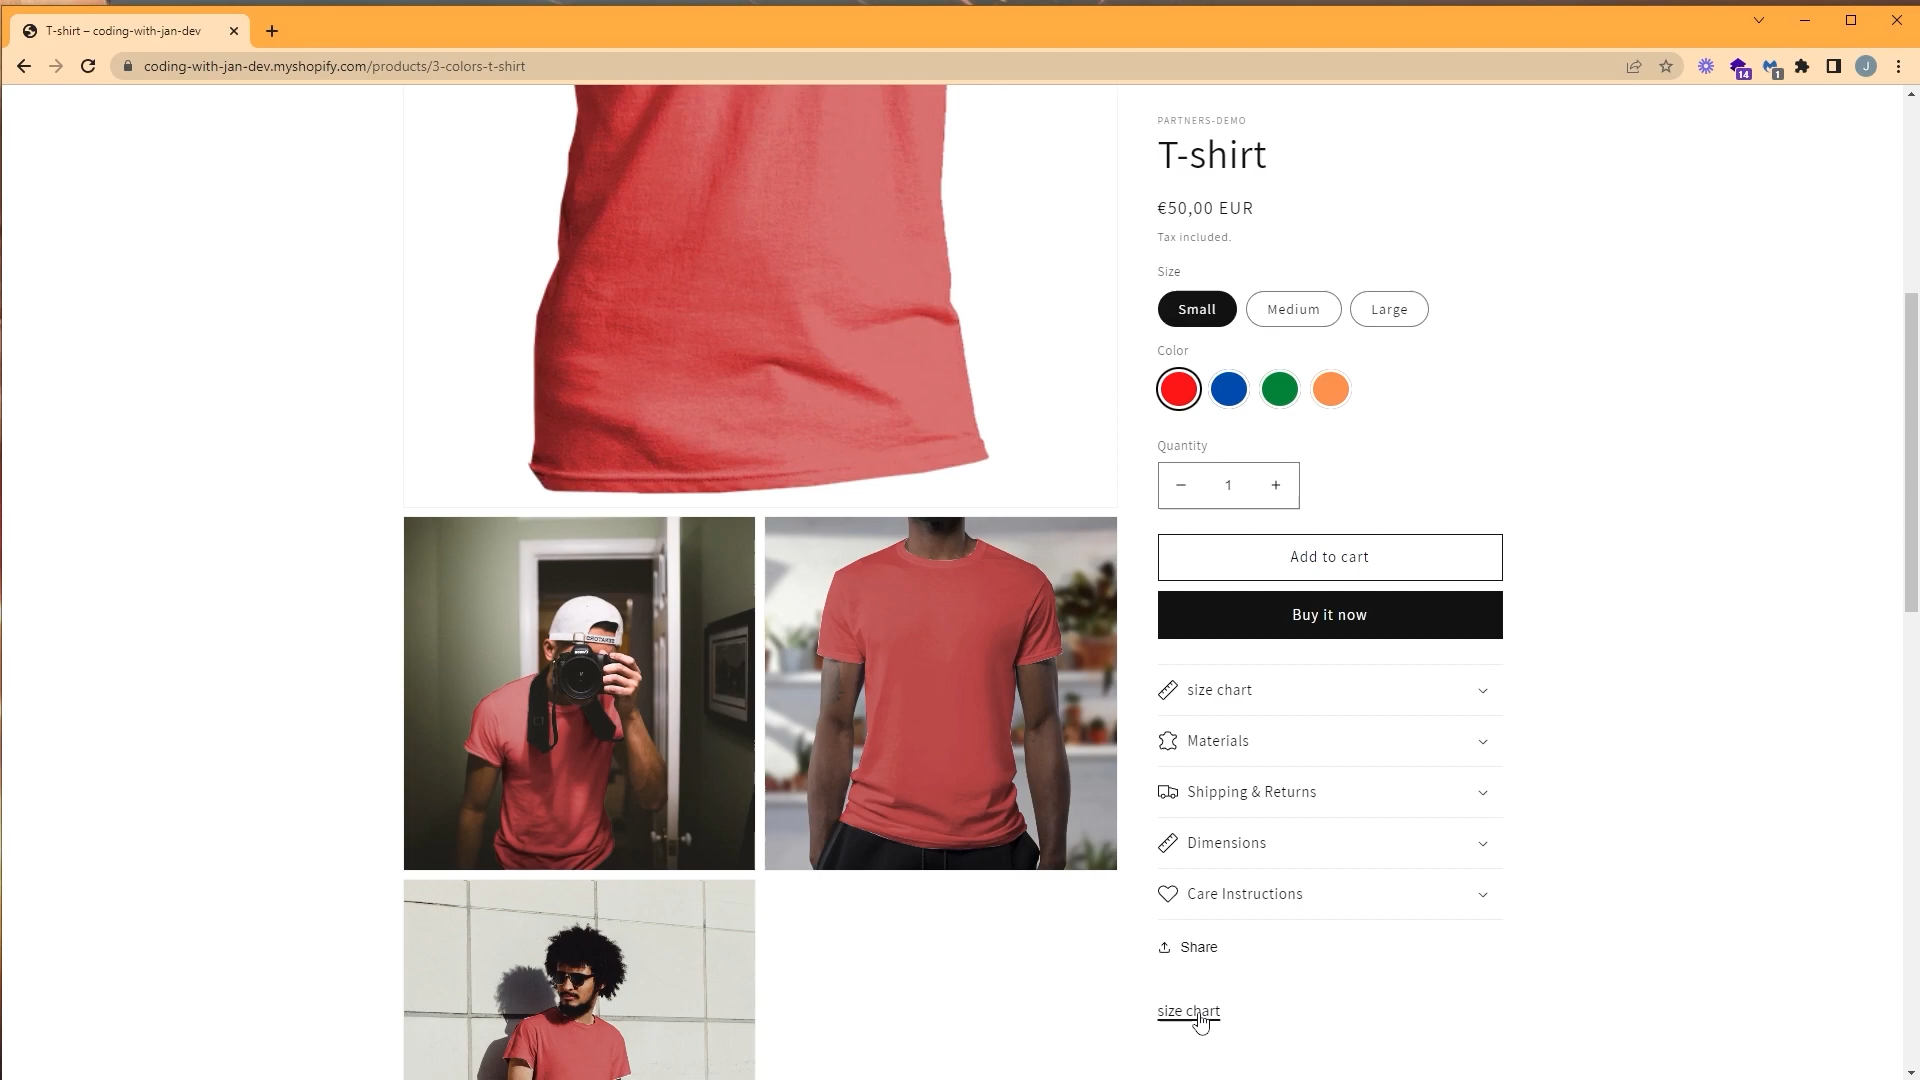 T-shirt – coding-with-jan-dev
coding-with-jan-dev.myshopify.com/products/3-colors-t-shirt
14
1
J
PARTNERS-DEMO
T-shirt
€50,00 EUR
Tax included.
Size
Small Medium Large
Color
Quantity
− 1 +
Add to cart
Buy it now
size chart
Materials
Shipping & Returns
Dimensions
Care Instructions
Share
size chart